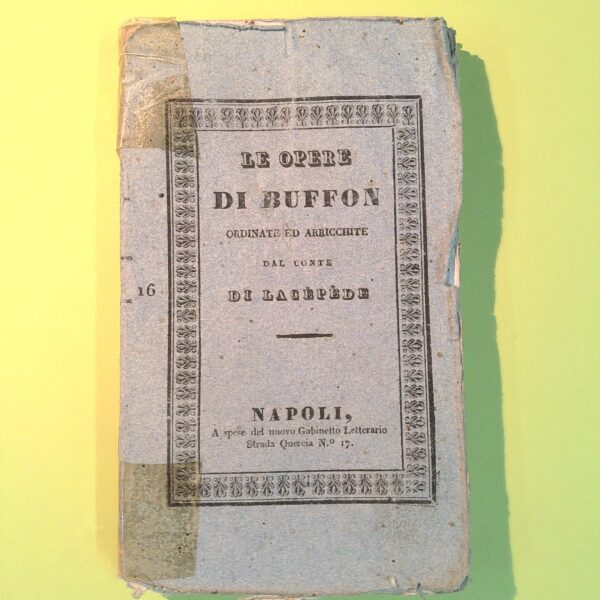 LE OPERE
DI BUFFON
ORDINATE ED ARRICCHITE
DAL CONTE
DI LACÉPÈDE
16
NAPOLI,
A spese del nuovo Gabinetto Letterario
Strada Quercia N.º 17.